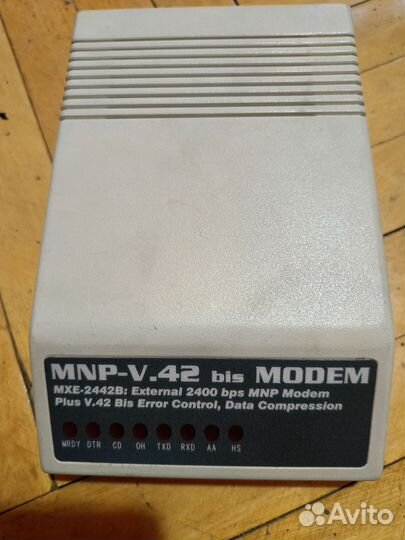 MNP-V.42 bis MODEM
MXE-2442B: External 2400 bps MNP Modem
Plus V.42 Bis Error Control, Data Compression
MRDY DTR CD OH TXD RXD AA HS
Avito